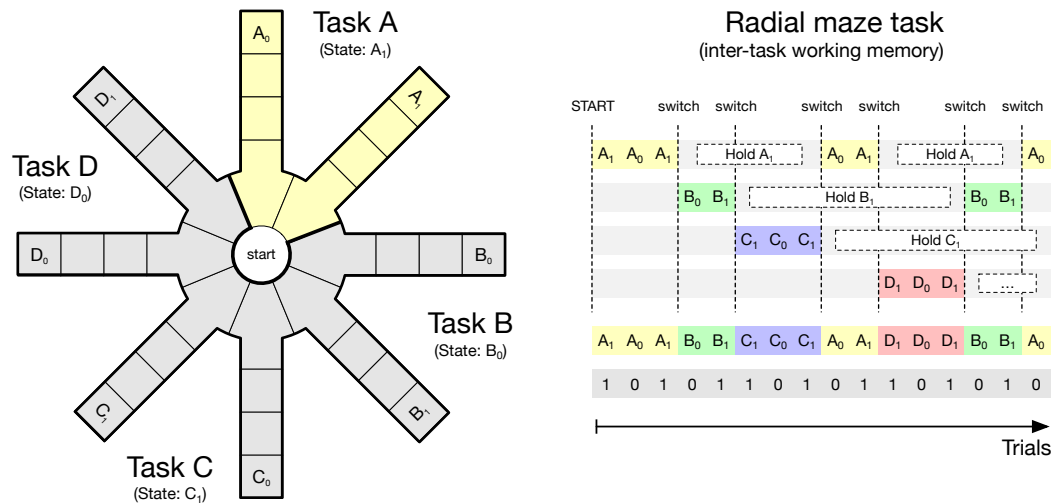 Task A
(State: A₁)
A₀
A₁
D₁
Task D
(State: D₀)
D₀
start
B₀
Task B
(State: B₀)
B₁
C₁
Task C
(State: C₁)
C₀
Radial maze task
(inter-task working memory)
START switch switch switch switch switch switch
A₁ A₀ A₁ Hold A₁ A₀ A₁ Hold A₁ A₀
B₀ B₁ Hold B₁ B₀ B₁
C₁ C₀ C₁ Hold C₁
D₁ D₀ D₁ ...
A₁ A₀ A₁ B₀ B₁ C₁ C₀ C₁ A₀ A₁ D₁ D₀ D₁ B₀ B₁ A₀
1 0 1 0 1 1 0 1 0 1 1 0 1 0 1 0
Trials